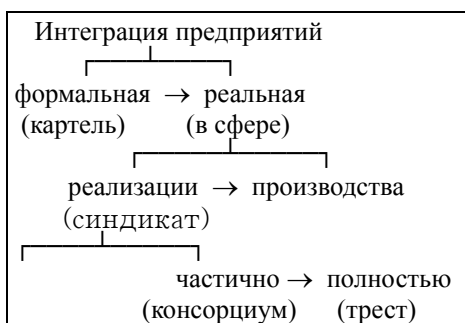 Интеграция предприятий
формальная → реальная
(картель) (в сфере)
реализации → производства
(синдикат)
частично → полностью
(консорциум) (трест)